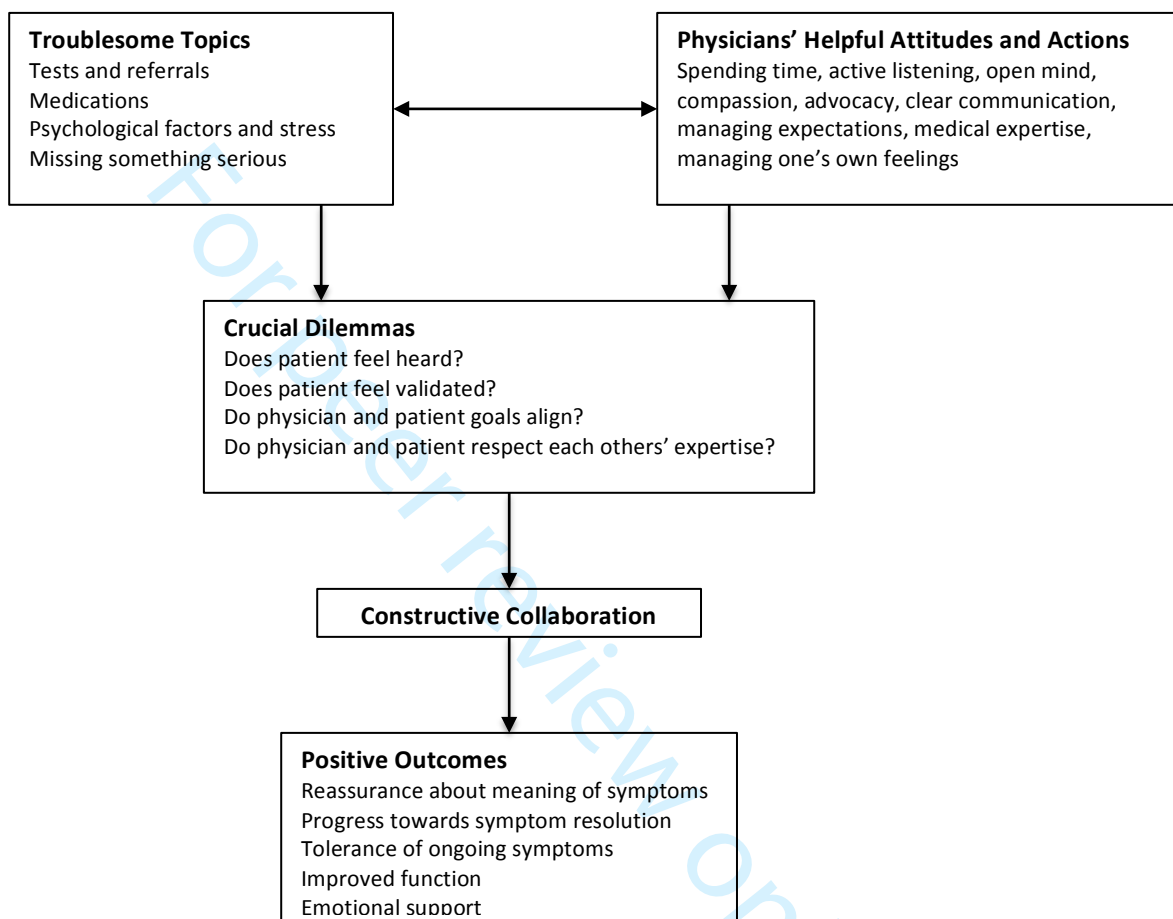 Troublesome Topics
Tests and referrals
Medications
Psychological factors and stress
Missing something serious
Physicians’ Helpful Attitudes and Actions
Spending time, active listening, open mind,
compassion, advocacy, clear communication,
managing expectations, medical expertise,
managing one’s own feelings
Crucial Dilemmas
Does patient feel heard?
Does patient feel validated?
Do physician and patient goals align?
Do physician and patient respect each others’ expertise?
Constructive Collaboration
Positive Outcomes
Reassurance about meaning of symptoms
Progress towards symptom resolution
Tolerance of ongoing symptoms
Improved function
Emotional support
For peer review